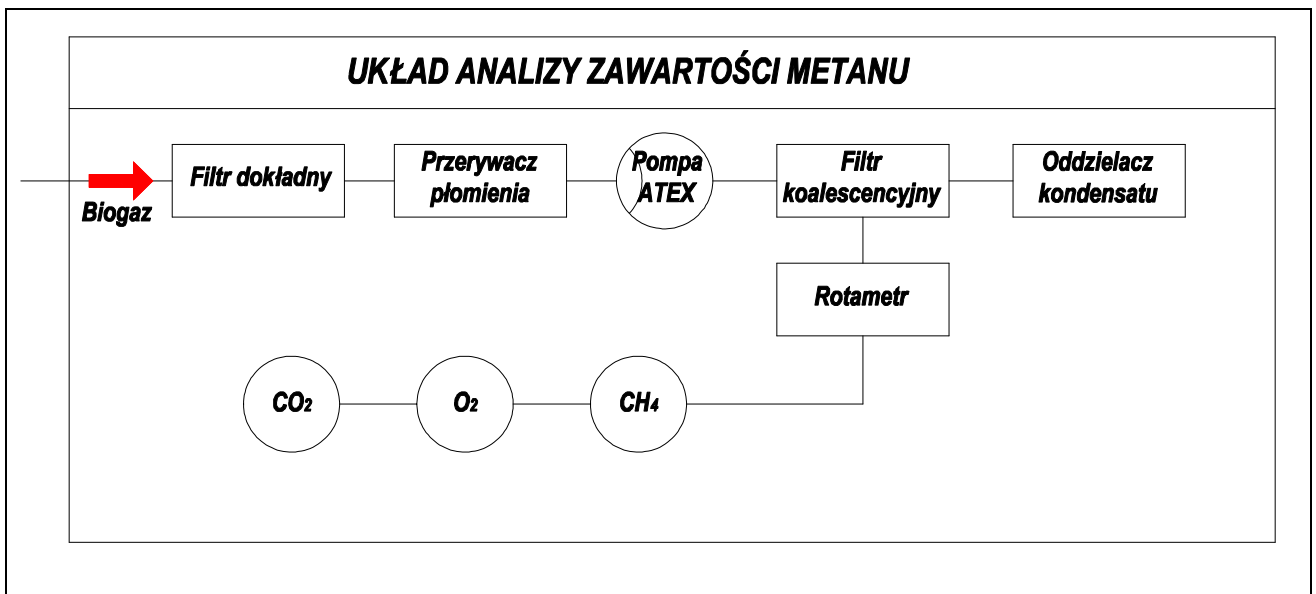 UKŁAD ANALIZY ZAWARTOŚCI METANU
Biogaz
Filtr dokładny
Przerywacz
płomienia
Pompa
ATEX
Filtr
koalescencyjny
Oddzielacz
kondensatu
Rotametr
CO₂
O₂
CH₄